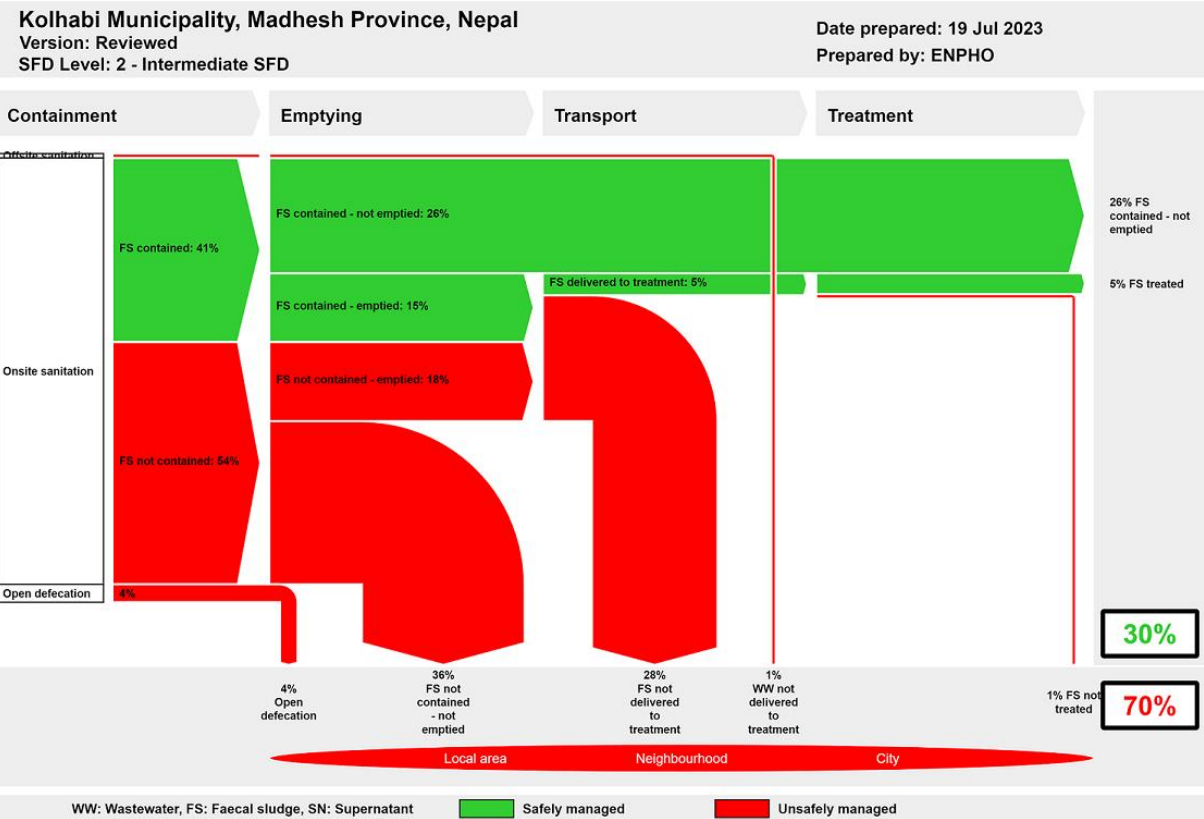 Kolhabi Municipality, Madhesh Province, Nepal
Version: Reviewed
SFD Level: 2 - Intermediate SFD
Date prepared: 19 Jul 2023
Prepared by: ENPHO
Containment
Emptying
Transport
Treatment
Offsite sanitation
FS contained: 41%
FS contained - not emptied: 26%
26% FS
contained - not
emptied
FS contained - emptied: 15%
FS delivered to treatment: 5%
5% FS treated
Onsite sanitation
FS not contained - emptied: 18%
FS not contained: 54%
Open defecation
4%
30%
4%
Open
defecation
36%
FS not
contained
- not
emptied
28%
FS not
delivered
to
treatment
1%
WW not
delivered
to
treatment
1% FS not
treated
70%
Local area
Neighbourhood
City
WW: Wastewater, FS: Faecal sludge, SN: Supernatant
Safely managed
Unsafely managed